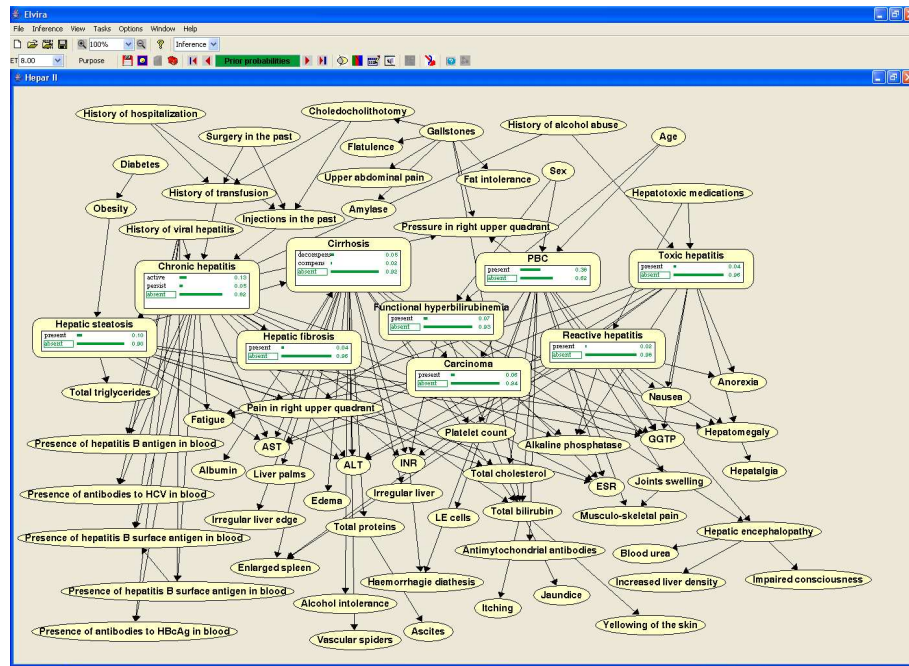 Elvira
File Inference View Tasks Options Window Help
100% Inference
8.00 Purpose Prior probabilities
Hepar II
History of hospitalization
Choledocholithotomy
Surgery in the past
Gallstones
History of alcohol abuse
Age
Flatulence
Diabetes
Upper abdominal pain
Fat intolerance
Sex
History of transfusion
Hepatotoxic medications
Obesity
Injections in the past
Amylase
History of viral hepatitis
Pressure in right upper quadrant
Cirrhosis
decompens 0.05
compens 0.02
absent 0.92
PBC
present 0.36
absent 0.62
Toxic hepatitis
present 0.04
absent 0.96
Chronic hepatitis
active 0.13
persist 0.05
absent 0.82
Functional hyperbilirubinemia
present 0.07
absent 0.93
Hepatic steatosis
present 0.10
absent 0.90
Hepatic fibrosis
present 0.04
absent 0.96
Reactive hepatitis
present 0.02
absent 0.98
Carcinoma
present 0.06
absent 0.94
Total triglycerides
Anorexia
Nausea
Fatigue
Pain in right upper quadrant
Platelet count
Alkaline phosphatase
GGTP
Hepatomegaly
Presence of hepatitis B antigen in blood
AST
Albumin
Liver palms
ALT
INR
Total cholesterol
Hepatalgia
Presence of antibodies to HCV in blood
Edema
Irregular liver
ESR
Joints swelling
Irregular liver edge
Total proteins
LE cells
Total bilirubin
Musculo-skeletal pain
Presence of hepatitis B surface antigen in blood
Hepatic encephalopathy
Antimytochondrial antibodies
Blood urea
Enlarged spleen
Haemorrhagie diathesis
Increased liver density
Impaired consciousness
Presence of hepatitis B surface antigen in blood
Alcohol intolerance
Itching
Jaundice
Presence of antibodies to HBcAg in blood
Vascular spiders
Ascites
Yellowing of the skin